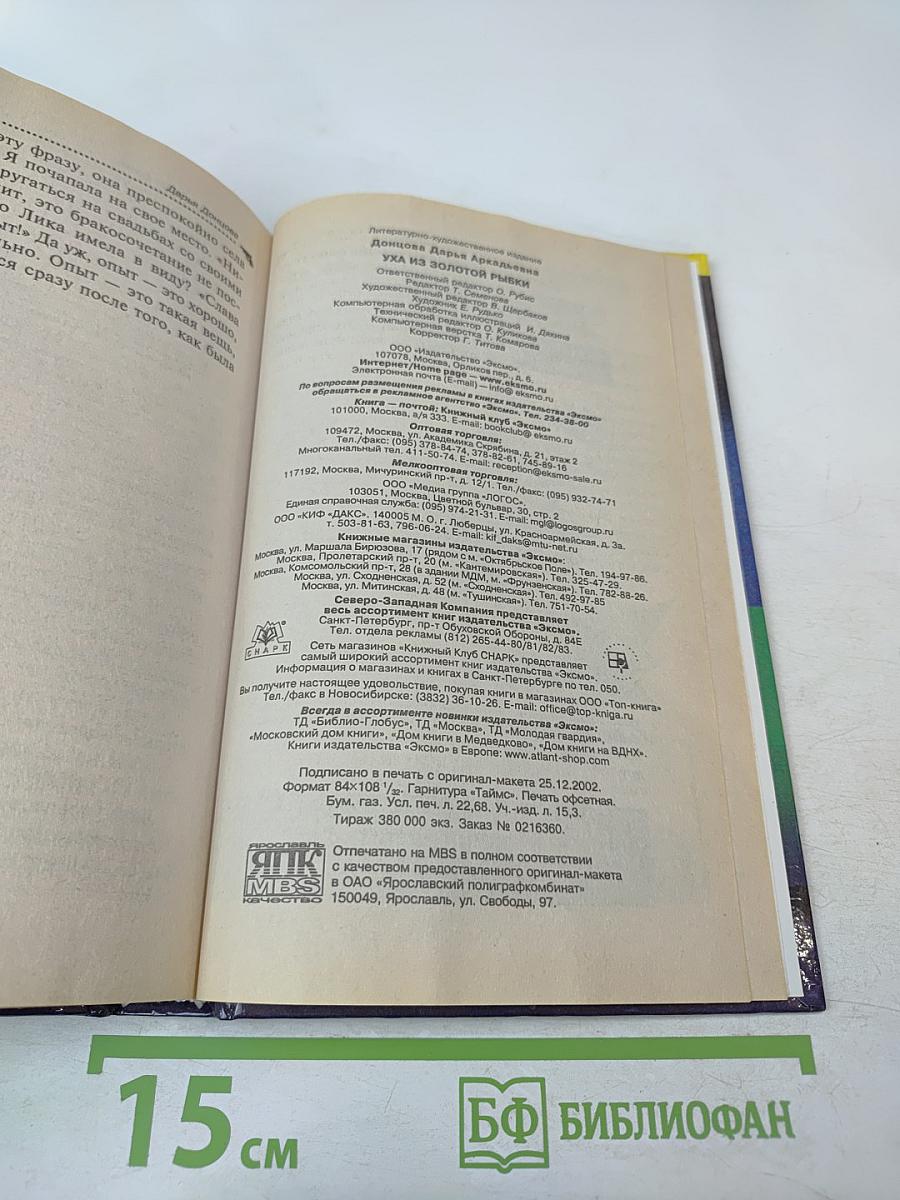 Дарья Донцова
эту фразу, она преспокойно села
Я почапала на свое место. «Ни-
ругаться на свадьбах со своими
ит, это бракосочетание не пос-
о Лика имела в виду? «Слава
ыт!» Да уж, опыт — это хорошо,
ьно. Опыт — это такая вещь,
ся сразу после того, как была
Литературно-художественное издание
Донцова Дарья Аркадьевна
УХА ИЗ ЗОЛОТОЙ РЫБКИ
Ответственный редактор О. Рубис
Редактор Т. Семенова
Художественный редактор В. Щербаков
Художник Е. Рудько
Компьютерная обработка иллюстраций И. Дякина
Технический редактор О. Куликова
Компьютерная верстка Т. Комарова
Корректор Г. Титова
ООО «Издательство «Эксмо».
107078, Москва, Орликов пер., д. 6.
Интернет/Home page — www.eksmo.ru
Электронная почта (E-mail) — info@ eksmo.ru
По вопросам размещения рекламы в книгах издательства «Эксмо»
обращаться в рекламное агентство «Эксмо». Тел. 234-38-00
Книга — почтой: Книжный клуб «Эксмо»
101000, Москва, а/я 333. E-mail: bookclub@ eksmo.ru
Оптовая торговля:
109472, Москва, ул. Академика Скрябина, д. 21, этаж 2
Тел./факс: (095) 378-84-74, 378-82-61, 745-89-16
Многоканальный тел. 411-50-74. E-mail: reception@eksmo-sale.ru
Мелкооптовая торговля:
117192, Москва, Мичуринский пр-т, д. 12/1. Тел./факс: (095) 932-74-71
ООО «Медиа группа «ЛОГОС».
103051, Москва, Цветной бульвар, 30, стр. 2
Единая справочная служба: (095) 974-21-31. E-mail: mgl@logosgroup.ru
ООО «КИФ «ДАКС». 140005 М. О. г. Люберцы, ул. Красноармейская, д. 3а.
т. 503-81-63, 796-06-24. E-mail: kif_daks@mtu-net.ru
Книжные магазины издательства «Эксмо»:
Москва, ул. Маршала Бирюзова, 17 (рядом с м. «Октябрьское Поле»). Тел. 194-97-86.
Москва, Пролетарский пр-т, 20 (м. «Кантемировская»). Тел. 325-47-29.
Москва, Комсомольский пр-т, 28 (в здании МДМ, м. «Фрунзенская»). Тел. 782-88-26.
Москва, ул. Сходненская, д. 52 (м. «Сходненская»). Тел. 492-97-85
Москва, ул. Митинская, д. 48 (м. «Тушинская»). Тел. 751-70-54.
Северо-Западная Компания представляет
весь ассортимент книг издательства «Эксмо».
Санкт-Петербург, пр-т Обуховской Обороны, д. 84Е
Тел. отдела рекламы (812) 265-44-80/81/82/83.
СНАРК
Сеть магазинов «Книжный Клуб СНАРК» представляет
самый широкий ассортимент книг издательства «Эксмо».
Информация о магазинах и книгах в Санкт-Петербурге по тел. 050.
Вы получите настоящее удовольствие, покупая книги в магазинах ООО «Топ-книга»
Тел./факс в Новосибирске: (3832) 36-10-26. E-mail: office@top-kniga.ru
Всегда в ассортименте новинки издательства «Эксмо»:
ТД «Библио-Глобус», ТД «Москва», ТД «Молодая гвардия»,
«Московский дом книги», «Дом книги в Медведково», «Дом книги на ВДНХ».
Книги издательства «Эксмо» в Европе: www.atlant-shop.com
Подписано в печать с оригинал-макета 25.12.2002.
Формат 84×108 1/32. Гарнитура «Таймс». Печать офсетная.
Бум. газ. Усл. печ. л. 22,68. Уч.-изд. л. 15,3.
Тираж 380 000 экз. Заказ № 0216360.
ЯРОСЛАВЛЬ
ЯПК
MBS
качество
Отпечатано на MBS в полном соответствии
с качеством предоставленного оригинал-макета
в ОАО «Ярославский полиграфкомбинат»
150049, Ярославль, ул. Свободы, 97.
15 см
БФ БИБЛИОФАН